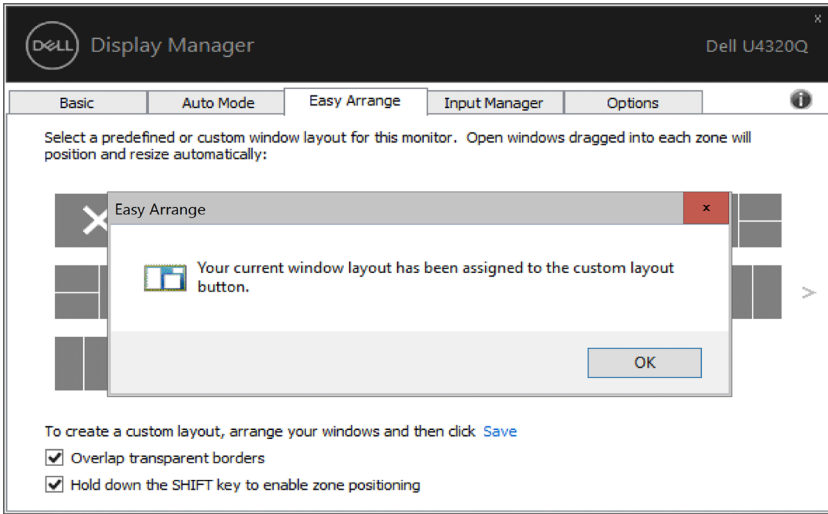 x
DELL Display Manager
Dell U4320Q
Basic Auto Mode Easy Arrange Input Manager Options i
Select a predefined or custom window layout for this monitor. Open windows dragged into each zone will
position and resize automatically:
Easy Arrange x
Your current window layout has been assigned to the custom layout
button.
>
OK
To create a custom layout, arrange your windows and then click Save
Overlap transparent borders
Hold down the SHIFT key to enable zone positioning